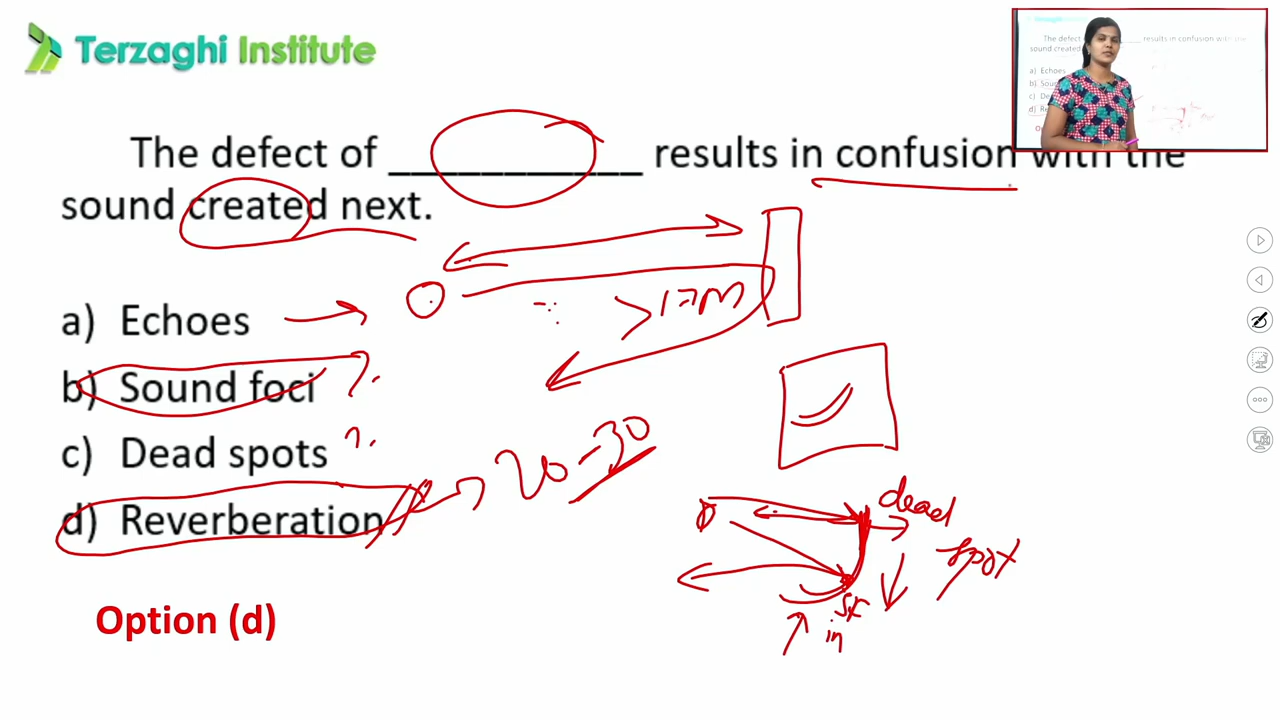 Terzaghi Institute
The defect of ____________ results in confusion with the
sound created next.
a) Echoes
b) Sound foci
c) Dead spots
d) Reverberation
Option (d)
>17m
20-30
dead
spot